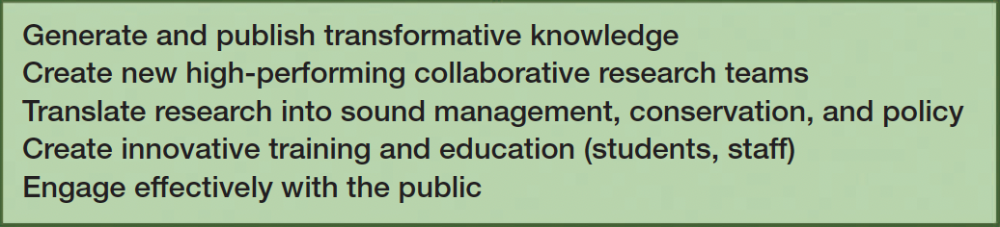 Generate and publish transformative knowledge
Create new high-performing collaborative research teams
Translate research into sound management, conservation, and policy
Create innovative training and education (students, staff)
Engage effectively with the public